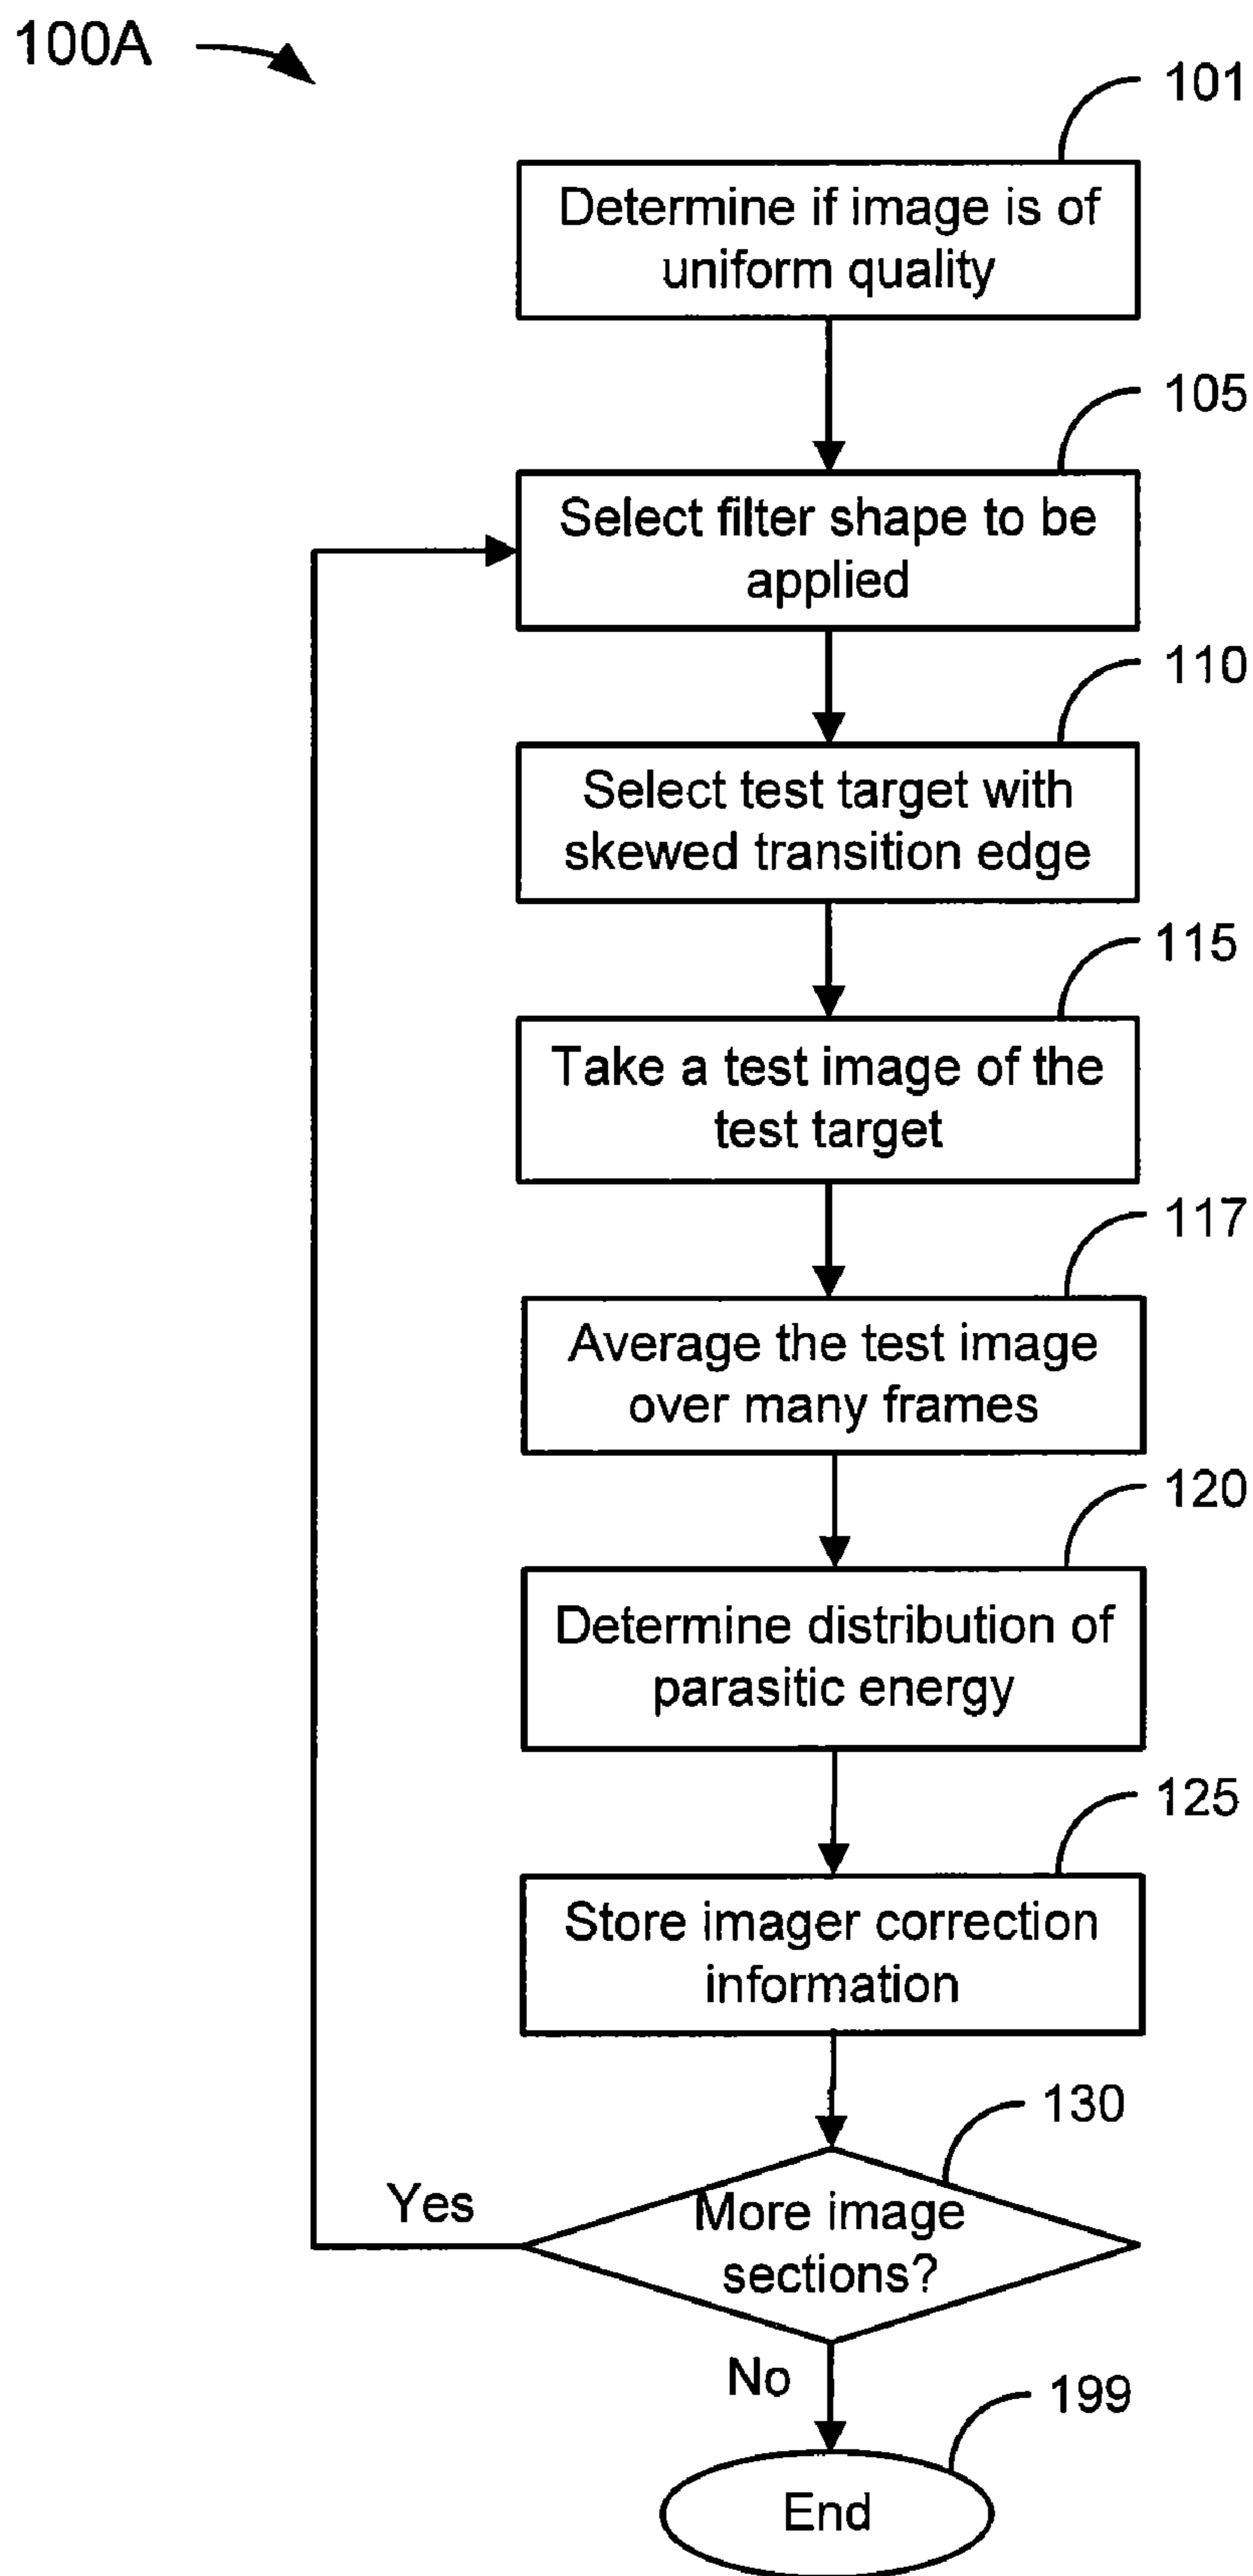 100A
101
Determine if image is of
uniform quality
105
Select filter shape to be
applied
110
Select test target with
skewed transition edge
115
Take a test image of the
test target
117
Average the test image
over many frames
120
Determine distribution of
parasitic energy
125
Store imager correction
information
130
More image
sections?
Yes
No
199
End